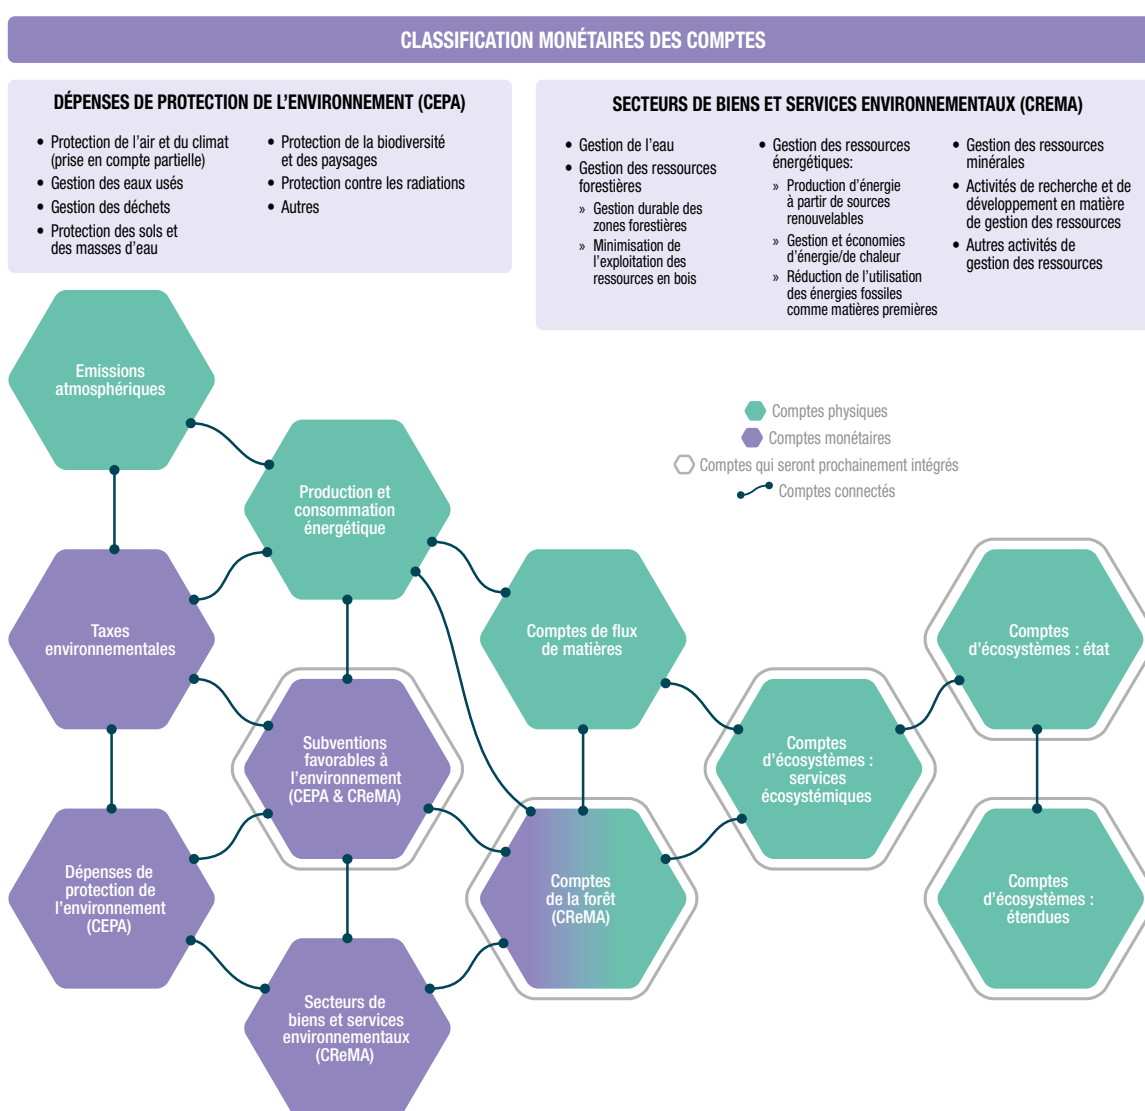 CLASSIFICATION MONÉTAIRES DES COMPTES
DÉPENSES DE PROTECTION DE L'ENVIRONNEMENT (CEPA)
• Protection de l'air et du climat
(prise en compte partielle)
• Gestion des eaux usés
• Gestion des déchets
• Protection des sols et
des masses d'eau
• Protection de la biodiversité
et des paysages
• Protection contre les radiations
• Autres
SECTEURS DE BIENS ET SERVICES ENVIRONNEMENTAUX (CREMA)
• Gestion de l'eau
• Gestion des ressources
forestières
» Gestion durable des
zones forestières
» Minimisation de
l'exploitation des
ressources en bois
• Gestion des ressources
énergétiques:
» Production d'énergie
à partir de sources
renouvelables
» Gestion et économies
d'énergie/de chaleur
» Réduction de l'utilisation
des énergies fossiles
comme matières premières
• Gestion des ressources
minérales
• Activités de recherche et de
développement en matière
de gestion des ressources
• Autres activités de
gestion des ressources
Emissions
atmosphériques
Comptes physiques
Comptes monétaires
Comptes qui seront prochainement intégrés
Comptes connectés
Production et
consommation
énergétique
Taxes
environnementales
Comptes de flux
de matières
Comptes
d'écosystèmes : état
Subventions
favorables à
l'environnement
(CEPA & CReMA)
Comptes
d'écosystèmes :
services
écosystémiques
Dépenses de
protection de
l'environnement
(CEPA)
Comptes
de la forêt
(CReMA)
Comptes
d'écosystèmes :
étendues
Secteurs de
biens et services
environnementaux
(CReMA)